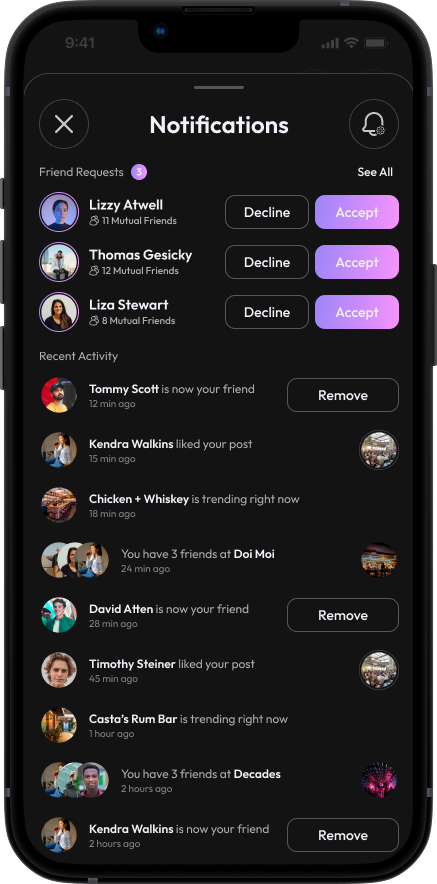 9:41
Notifications
Friend Requests 3 See All
Lizzy Atwell
11 Mutual Friends
Decline Accept
Thomas Gesicky
12 Mutual Friends
Decline Accept
Liza Stewart
8 Mutual Friends
Decline Accept
Recent Activity
Tommy Scott is now your friend
12 min ago
Remove
Kendra Walkins liked your post
15 min ago
Chicken + Whiskey is trending right now
18 min ago
You have 3 friends at Doi Moi
24 min ago
David Atten is now your friend
28 min ago
Remove
Timothy Steiner liked your post
45 min ago
Casta's Rum Bar is trending right now
1 hour ago
You have 3 friends at Decades
2 hours ago
Kendra Walkins is now your friend
2 hours ago
Remove